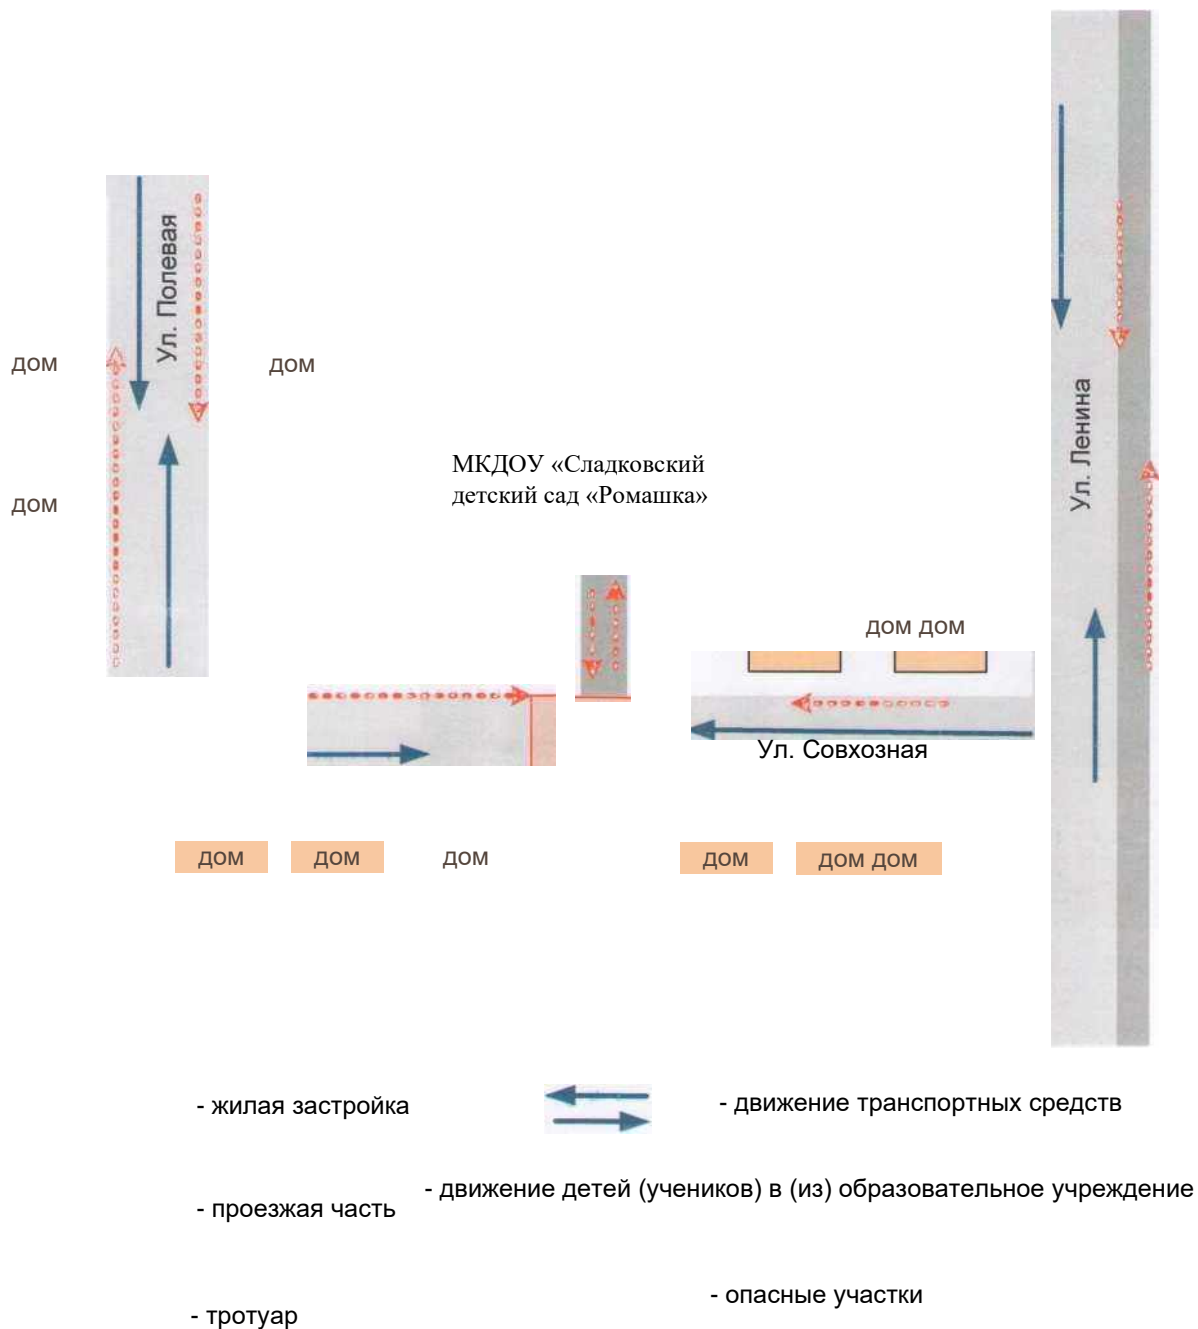 Ул. Полевая
дом
дом
дом
МКДОУ «Сладковский
детский сад «Ромашка»
Ул. Ленина
дом дом
Ул. Совхозная
дом
дом
дом
дом
дом дом
- жилая застройка
- движение транспортных средств
- движение детей (учеников) в (из) образовательное учреждение
- проезжая часть
- опасные участки
- тротуар